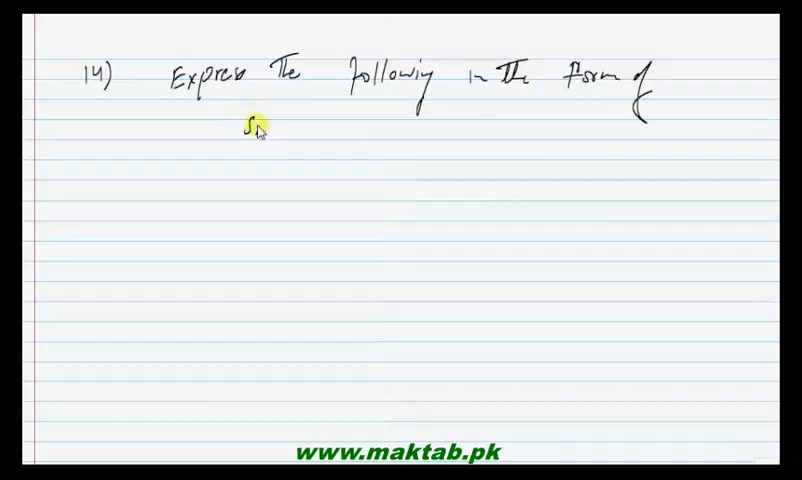 14) Express The following in The form of
www.maktab.pk